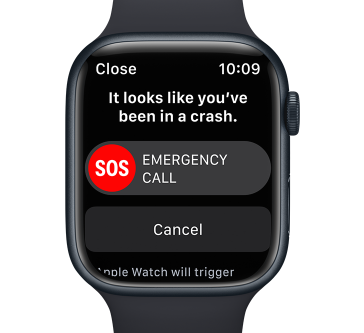 Close 10:09
It looks like you’ve
been in a crash.
SOS EMERGENCY
CALL
Cancel
Apple Watch will trigger